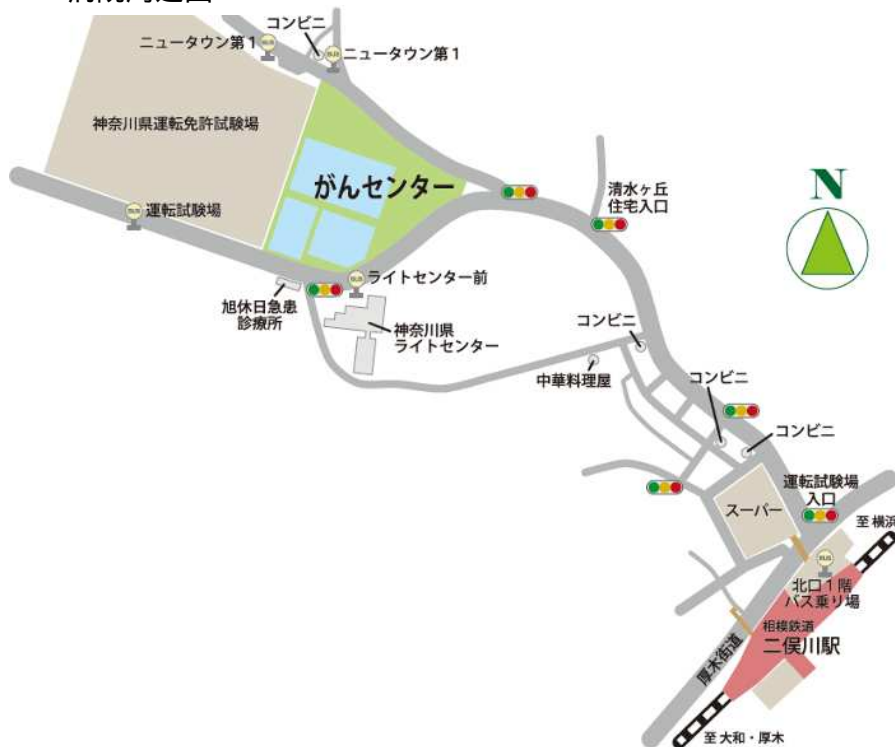 コンビニ
ニュータウン第1
ニュータウン第1
神奈川県運転免許試験場
がんセンター
運転試験場
清水ヶ丘
住宅入口
N
ライトセンター前
旭休日急患
診療所
神奈川県
ライトセンター
コンビニ
中華料理屋
コンビニ
コンビニ
運転試験場
入口
スーパー
至 横浜
北口1階
バス乗り場
相模鉄道
二俣川駅
厚木街道
至 大和・厚木
BUS
BUS
BUS
BUS
BUS